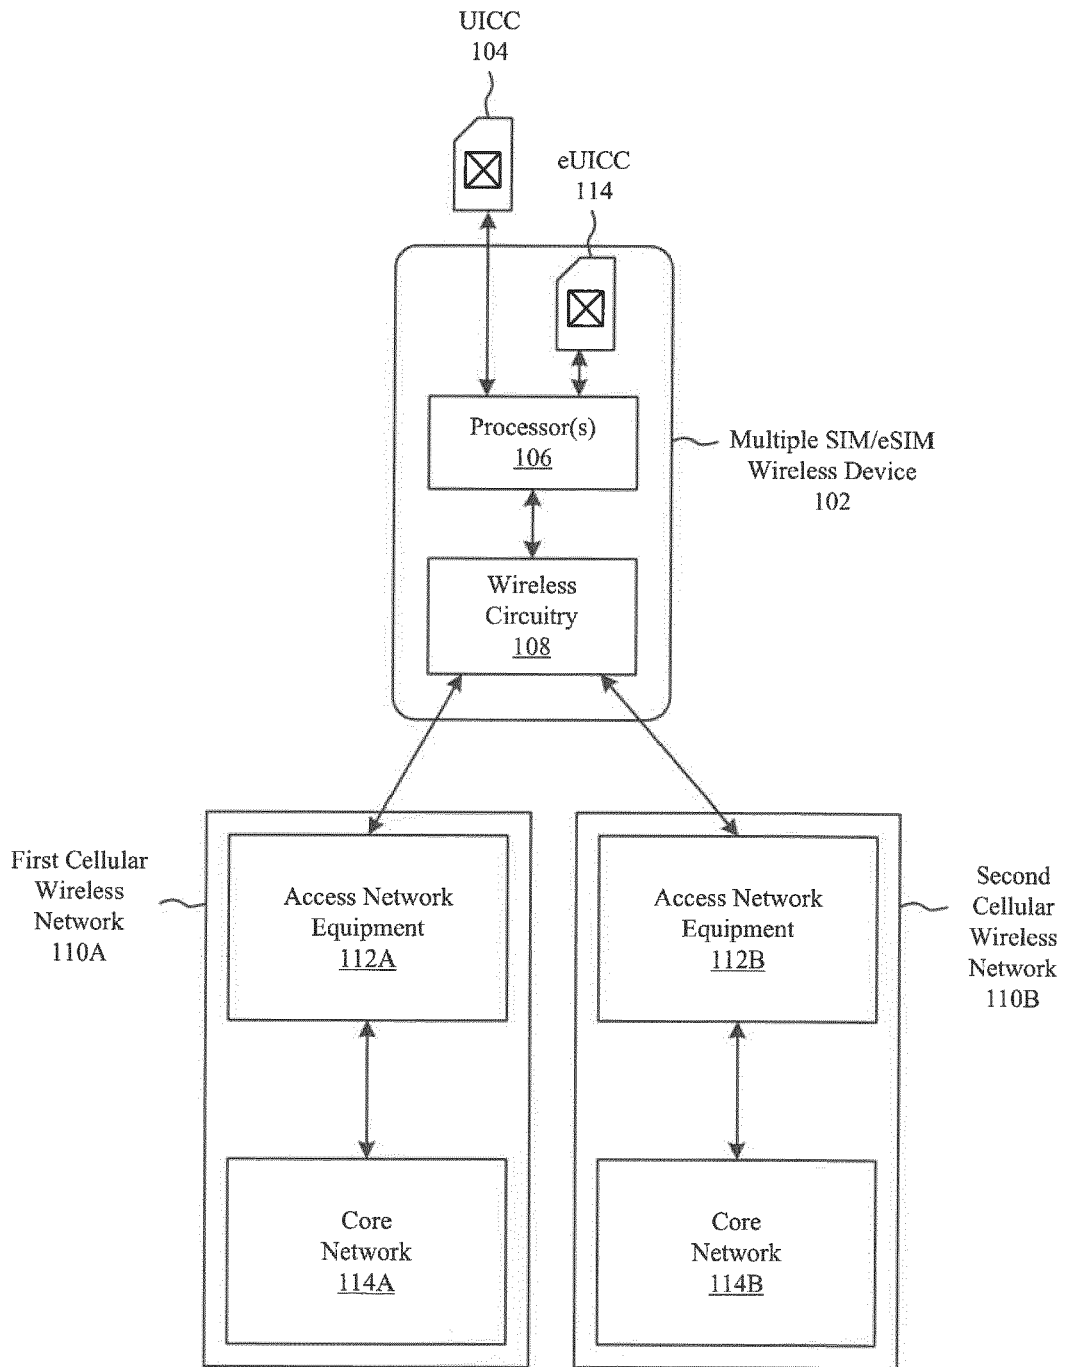 UICC
104
eUICC
114
Processor(s)
106
Multiple SIM/eSIM
Wireless Device
102
Wireless
Circuitry
108
First Cellular
Wireless
Network
110A
Access Network
Equipment
112A
Access Network
Equipment
112B
Second
Cellular
Wireless
Network
110B
Core
Network
114A
Core
Network
114B